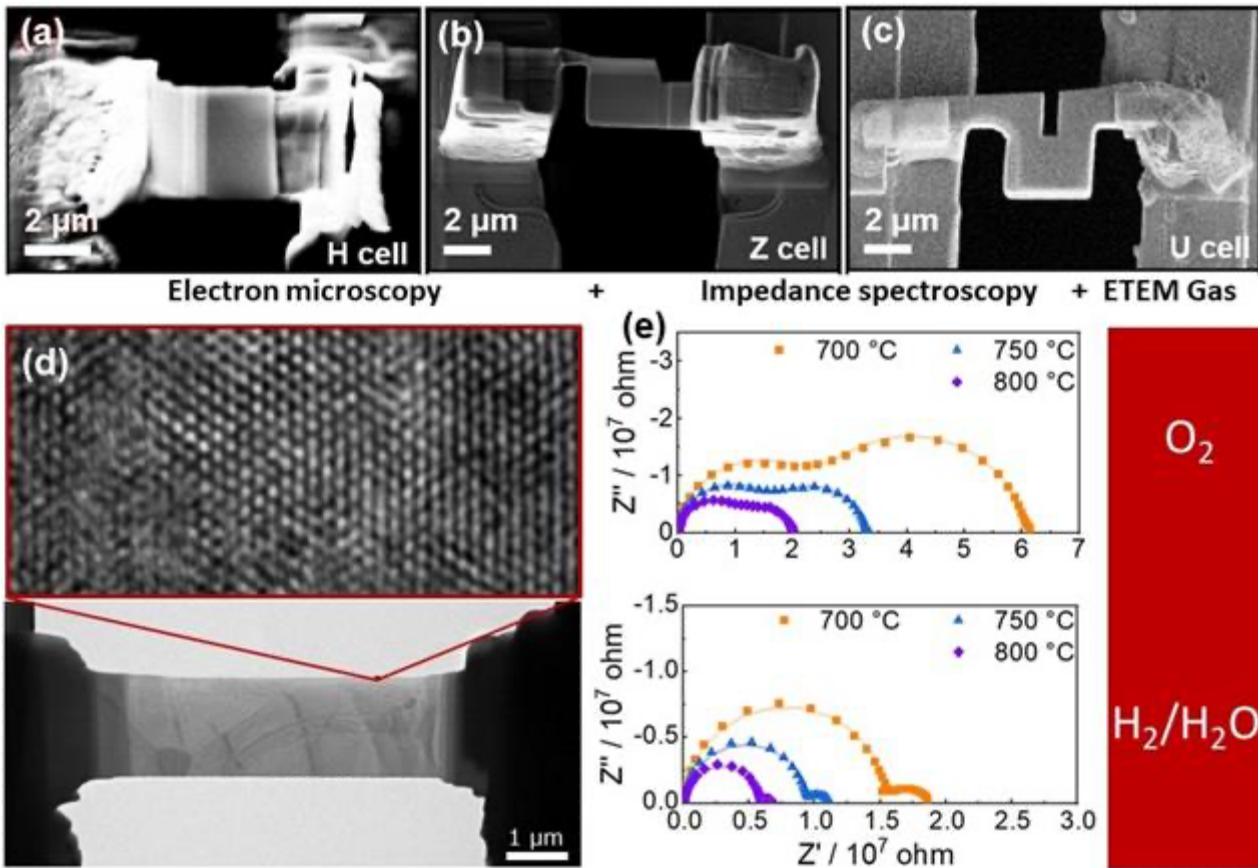 (a)
2 µm
H cell
(b)
2 µm
Z cell
(c)
2 µm
U cell
Electron microscopy + Impedance spectroscopy + ETEM Gas
(d)
1 µm
(e)
700 °C 750 °C
800 °C
Z'' / 10⁷ ohm
-3
-2
-1
0
0 1 2 3 4 5 6 7
O₂
700 °C 750 °C
800 °C
Z'' / 10⁷ ohm
-1.5
-1.0
-0.5
0.0
0.0 0.5 1.0 1.5 2.0 2.5 3.0
Z' / 10⁷ ohm
H₂/H₂O